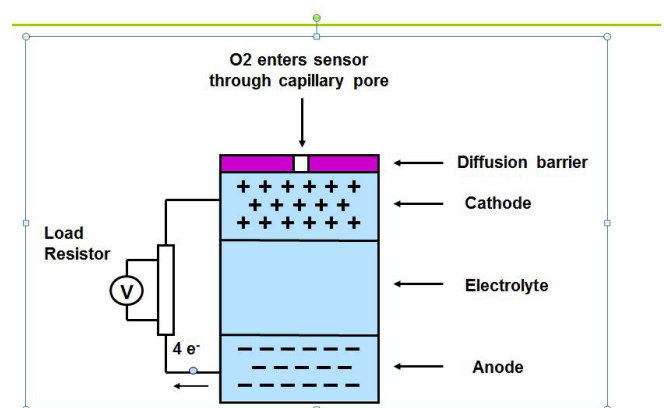 O2 enters sensor
through capillary pore
Diffusion barrier
Cathode
Load
Resistor
V
Electrolyte
4 e-
Anode